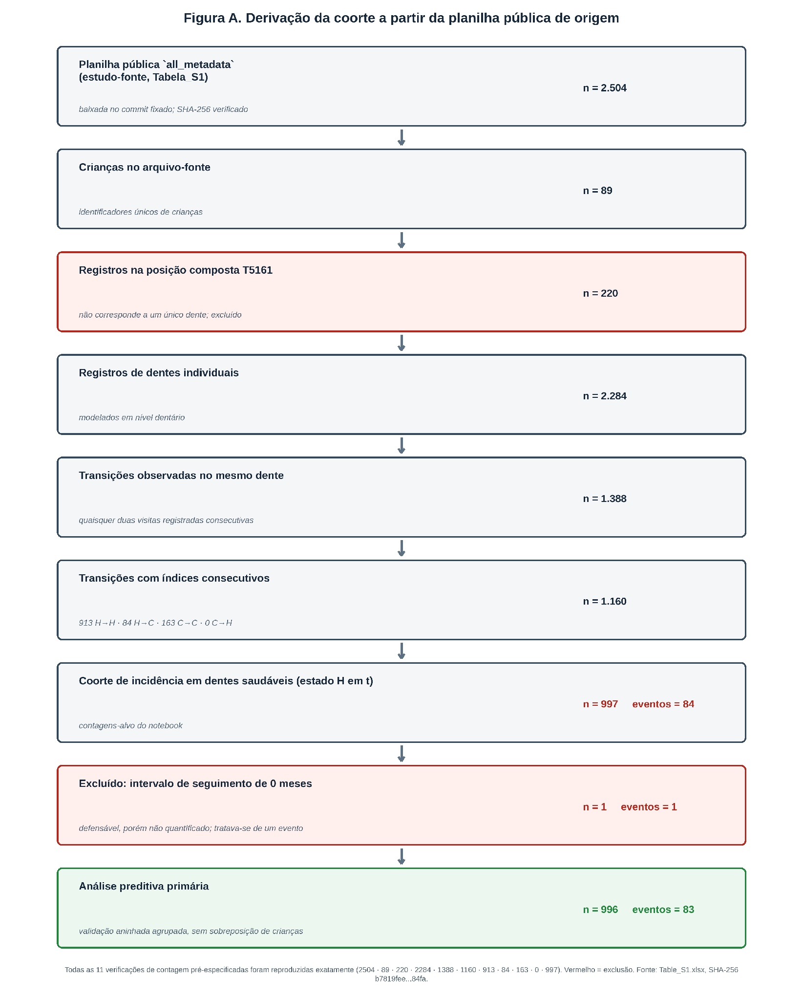 Figura A. Derivação da coorte a partir da planilha pública de origem
Planilha pública `all_metadata`
(estudo-fonte, Tabela_S1)
n = 2.504
baixada no commit fixado; SHA-256 verificado
Crianças no arquivo-fonte
n = 89
identificadores únicos de crianças
Registros na posição composta T5161
n = 220
não corresponde a um único dente; excluído
Registros de dentes individuais
n = 2.284
modelados em nível dentário
Transições observadas no mesmo dente
n = 1.388
quaisquer duas visitas registradas consecutivas
Transições com índices consecutivos
n = 1.160
913 H→H · 84 H→C · 163 C→C · 0 C→H
Coorte de incidência em dentes saudáveis (estado H em t)
n = 997 eventos = 84
contagens-alvo do notebook
Excluído: intervalo de seguimento de 0 meses
n = 1 eventos = 1
defensável, porém não quantificado; tratava-se de um evento
Análise preditiva primária
n = 996 eventos = 83
validação aninhada agrupada, sem sobreposição de crianças
Todas as 11 verificações de contagem pré-especificadas foram reproduzidas exatamente (2504 · 89 · 220 · 2284 · 1388 · 1160 · 913 · 84 · 163 · 0 · 997). Vermelho = exclusão. Fonte: Table_S1.xlsx, SHA-256
b7819fee...84fa.